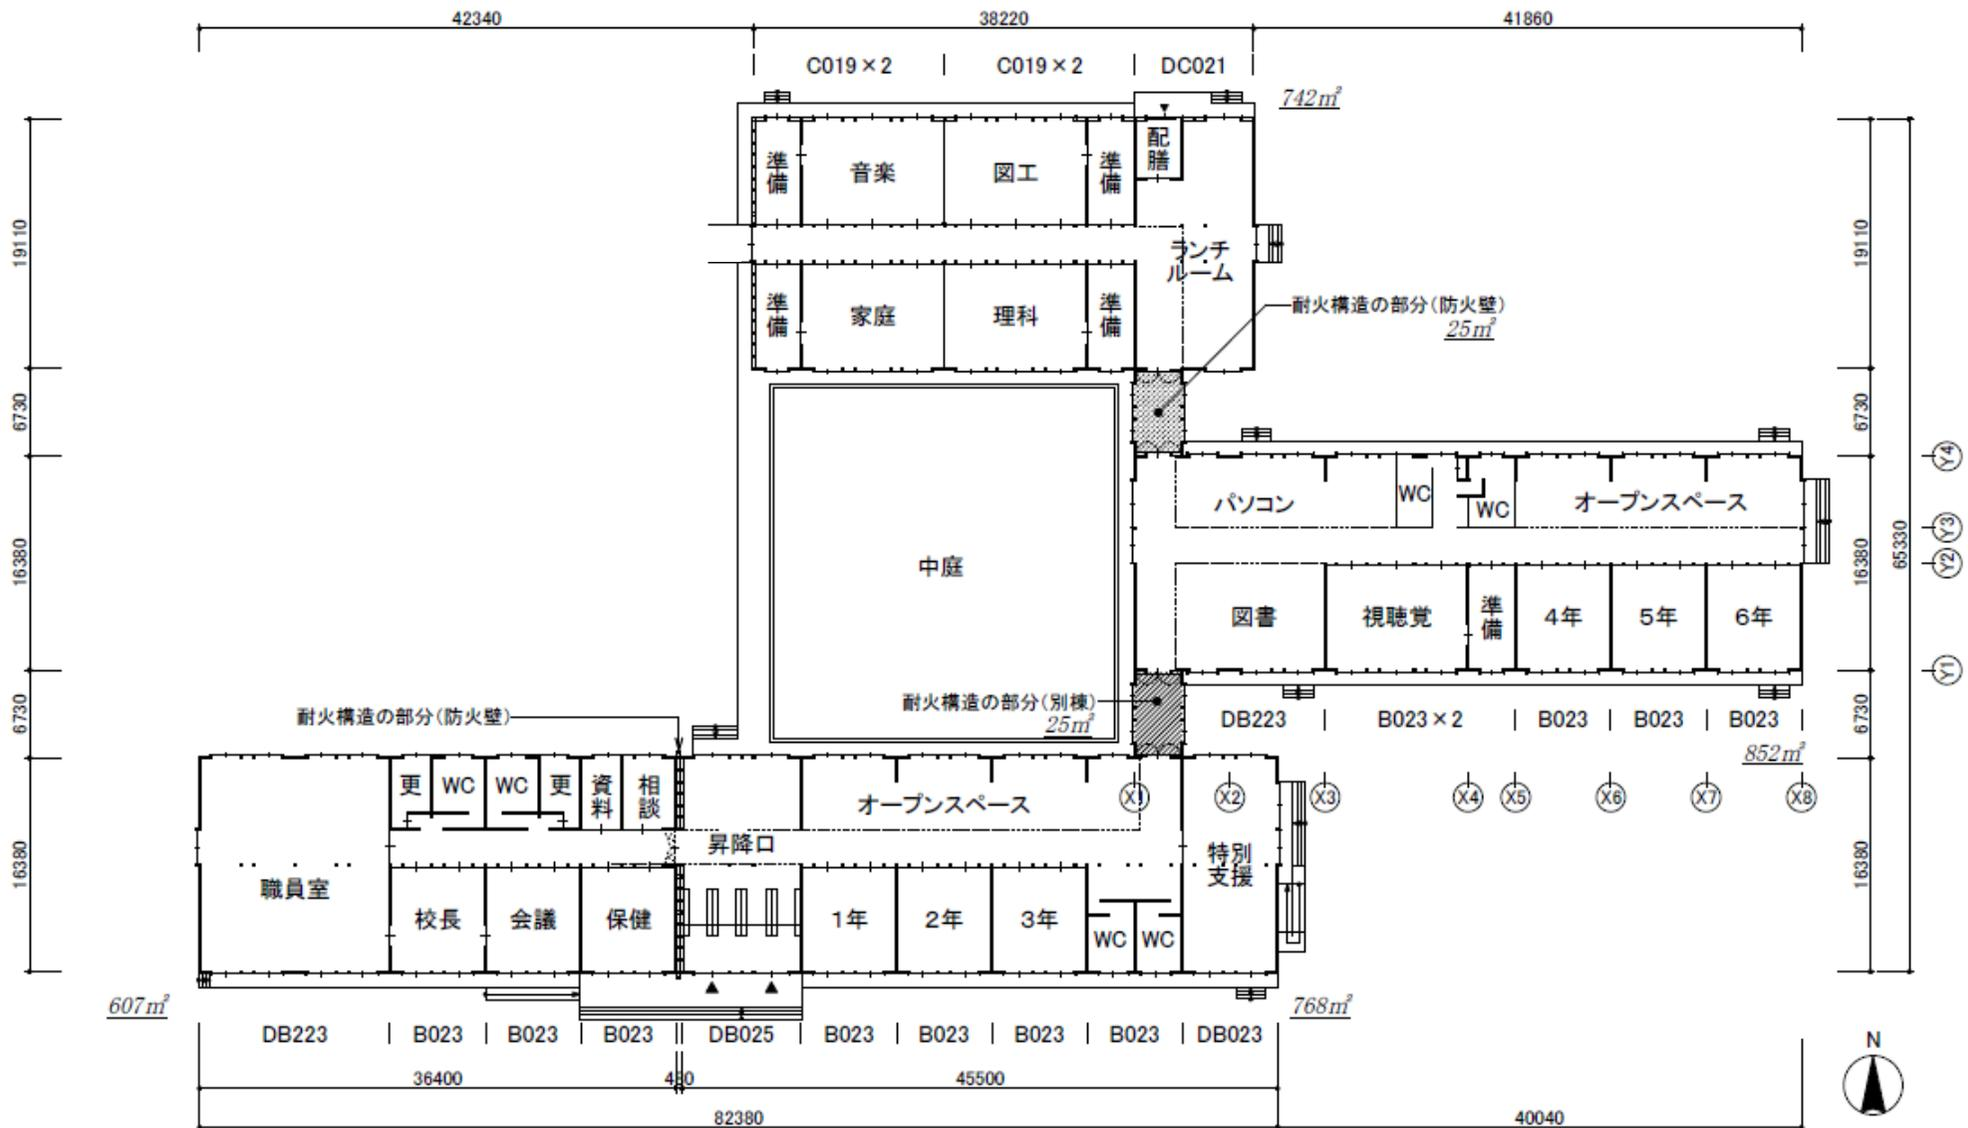 42340
38220
41860
C019×2
C019×2
DC021
742㎡
配膳
準備
音楽
図工
準備
19110
19110
ランチ
ルーム
準備
家庭
理科
準備
耐火構造の部分(防火壁)
25㎡
6730
6730
Y4
パソコン
WC
WC
オープンスペース
Y3
中庭
16380
16380
65330
Y2
図書
視聴覚
準備
4年
5年
6年
Y1
耐火構造の部分(別棟)
25㎡
6730
6730
耐火構造の部分(防火壁)
DB223
B023×2
B023
B023
B023
852㎡
更
WC
WC
更
資料
相談
オープンスペース
X1
X2
X3
X4
X5
X6
X7
X8
昇降口
特別
支援
16380
16380
職員室
校長
会議
保健
1年
2年
3年
WC
WC
607㎡
768㎡
DB223
B023
B023
B023
DB025
B023
B023
B023
B023
DB023
N
36400
480
45500
82380
40040